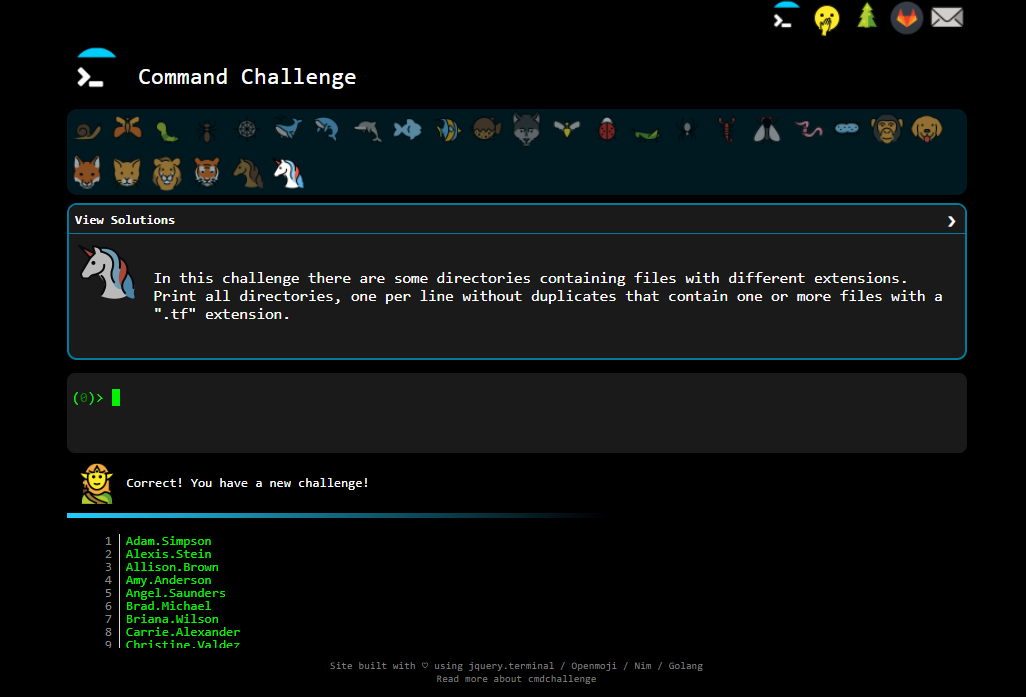 Command Challenge
View Solutions
In this challenge there are some directories containing files with different extensions.
Print all directories, one per line without duplicates that contain one or more files with a
".tf" extension.
(0)>
Correct! You have a new challenge!
1 Adam.Simpson
2 Alexis.Stein
3 Allison.Brown
4 Amy.Anderson
5 Angel.Saunders
6 Brad.Michael
7 Briana.Wilson
8 Carrie.Alexander
9 Christine.Valdez
Site built with ♡ using jquery.terminal / Openmoji / Nim / Golang
Read more about cmdchallenge